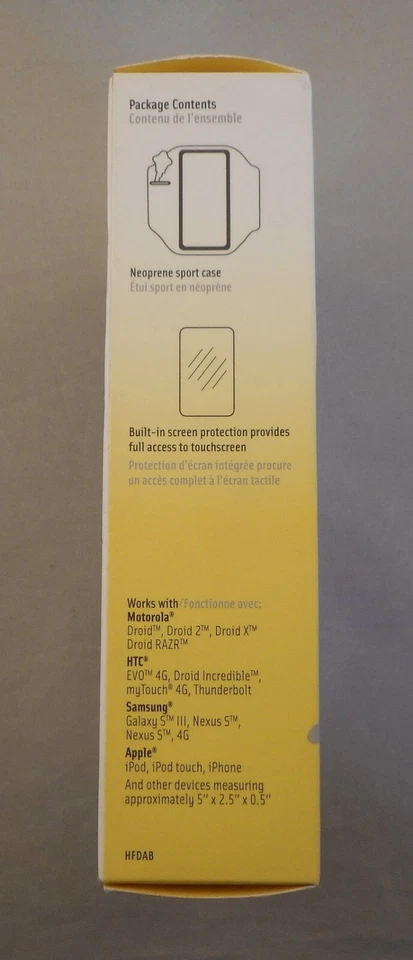 Package Contents
Contenu de l'ensemble
Neoprene sport case
Étui sport en néoprène
Built-in screen protection provides
full access to touchscreen
Protection d'écran intégrée procure
un accès complet à l'écran tactile
Works with/Fonctionne avec:
Motorola®
Droid™, Droid 2™, Droid X™
Droid RAZR™
HTC®
EVO™ 4G, Droid Incredible™,
myTouch® 4G, Thunderbolt
Samsung®
Galaxy S™ III, Nexus S™,
Nexus S™, 4G
Apple®
iPod, iPod touch, iPhone
And other devices measuring
approximately 5" x 2.5" x 0.5"
HFDAB